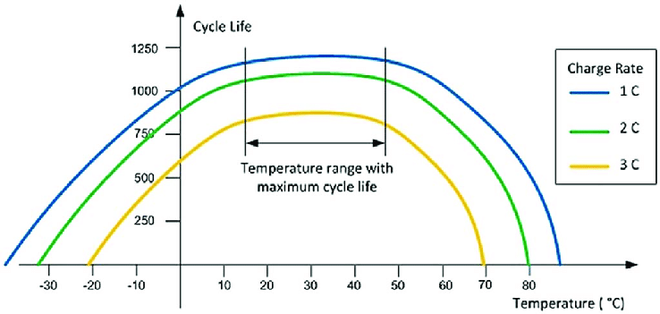 Cycle Life
1250
1000
750
500
250
Temperature range with
maximum cycle life
Charge Rate
1 C
2 C
3 C
-30 -20 -10 0 10 20 30 40 50 60 70 80
Temperature ( °C)